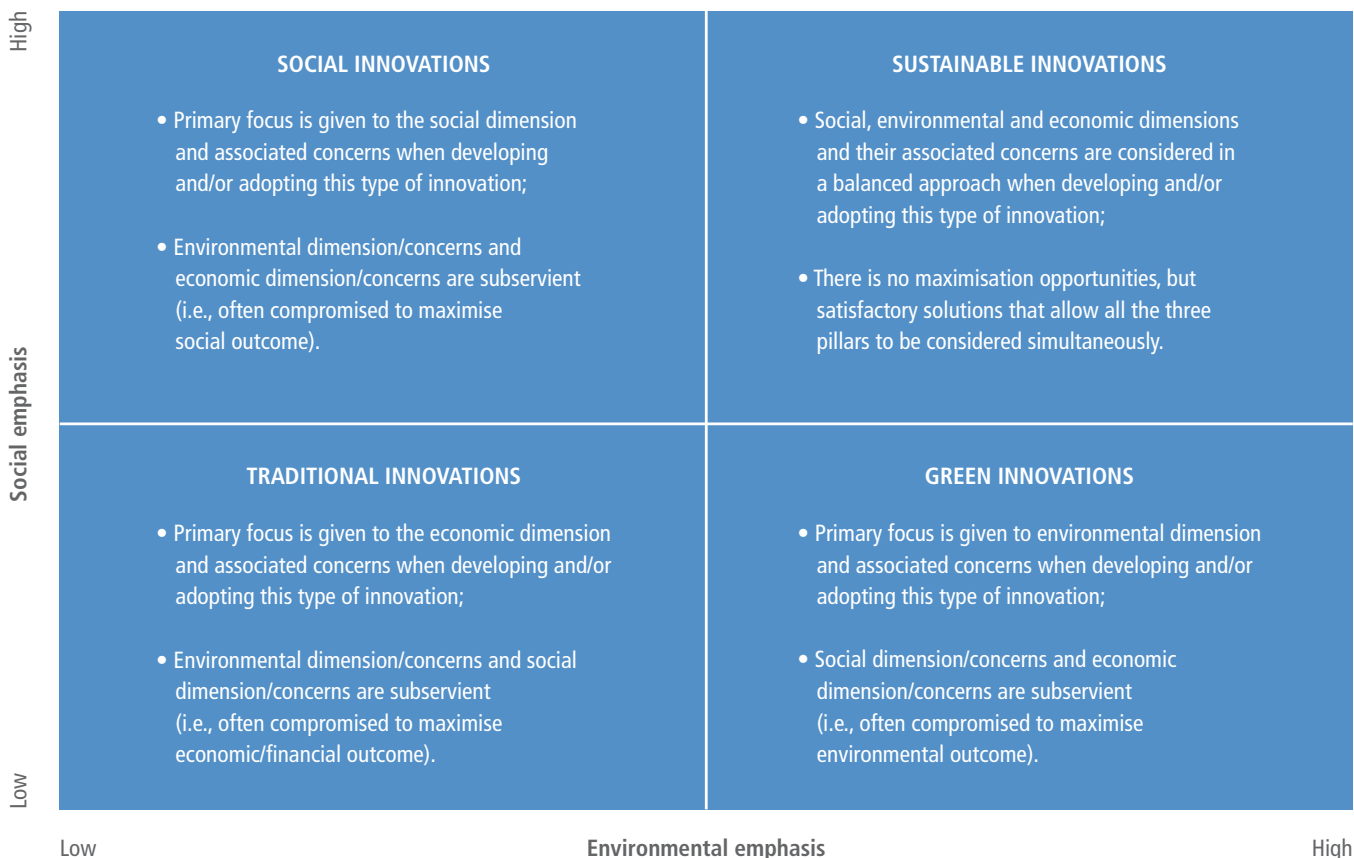 High
SOCIAL INNOVATIONS
• Primary focus is given to the social dimension
and associated concerns when developing
and/or adopting this type of innovation;
• Environmental dimension/concerns and
economic dimension/concerns are subservient
(i.e., often compromised to maximise
social outcome).
SUSTAINABLE INNOVATIONS
• Social, environmental and economic dimensions
and their associated concerns are considered in
a balanced approach when developing and/or
adopting this type of innovation;
• There is no maximisation opportunities, but
satisfactory solutions that allow all the three
pillars to be considered simultaneously.
Social emphasis
TRADITIONAL INNOVATIONS
• Primary focus is given to the economic dimension
and associated concerns when developing and/or
adopting this type of innovation;
• Environmental dimension/concerns and social
dimension/concerns are subservient
(i.e., often compromised to maximise
economic/financial outcome).
GREEN INNOVATIONS
• Primary focus is given to environmental dimension
and associated concerns when developing and/or
adopting this type of innovation;
• Social dimension/concerns and economic
dimension/concerns are subservient
(i.e., often compromised to maximise
environmental outcome).
Low
Low
Environmental emphasis
High